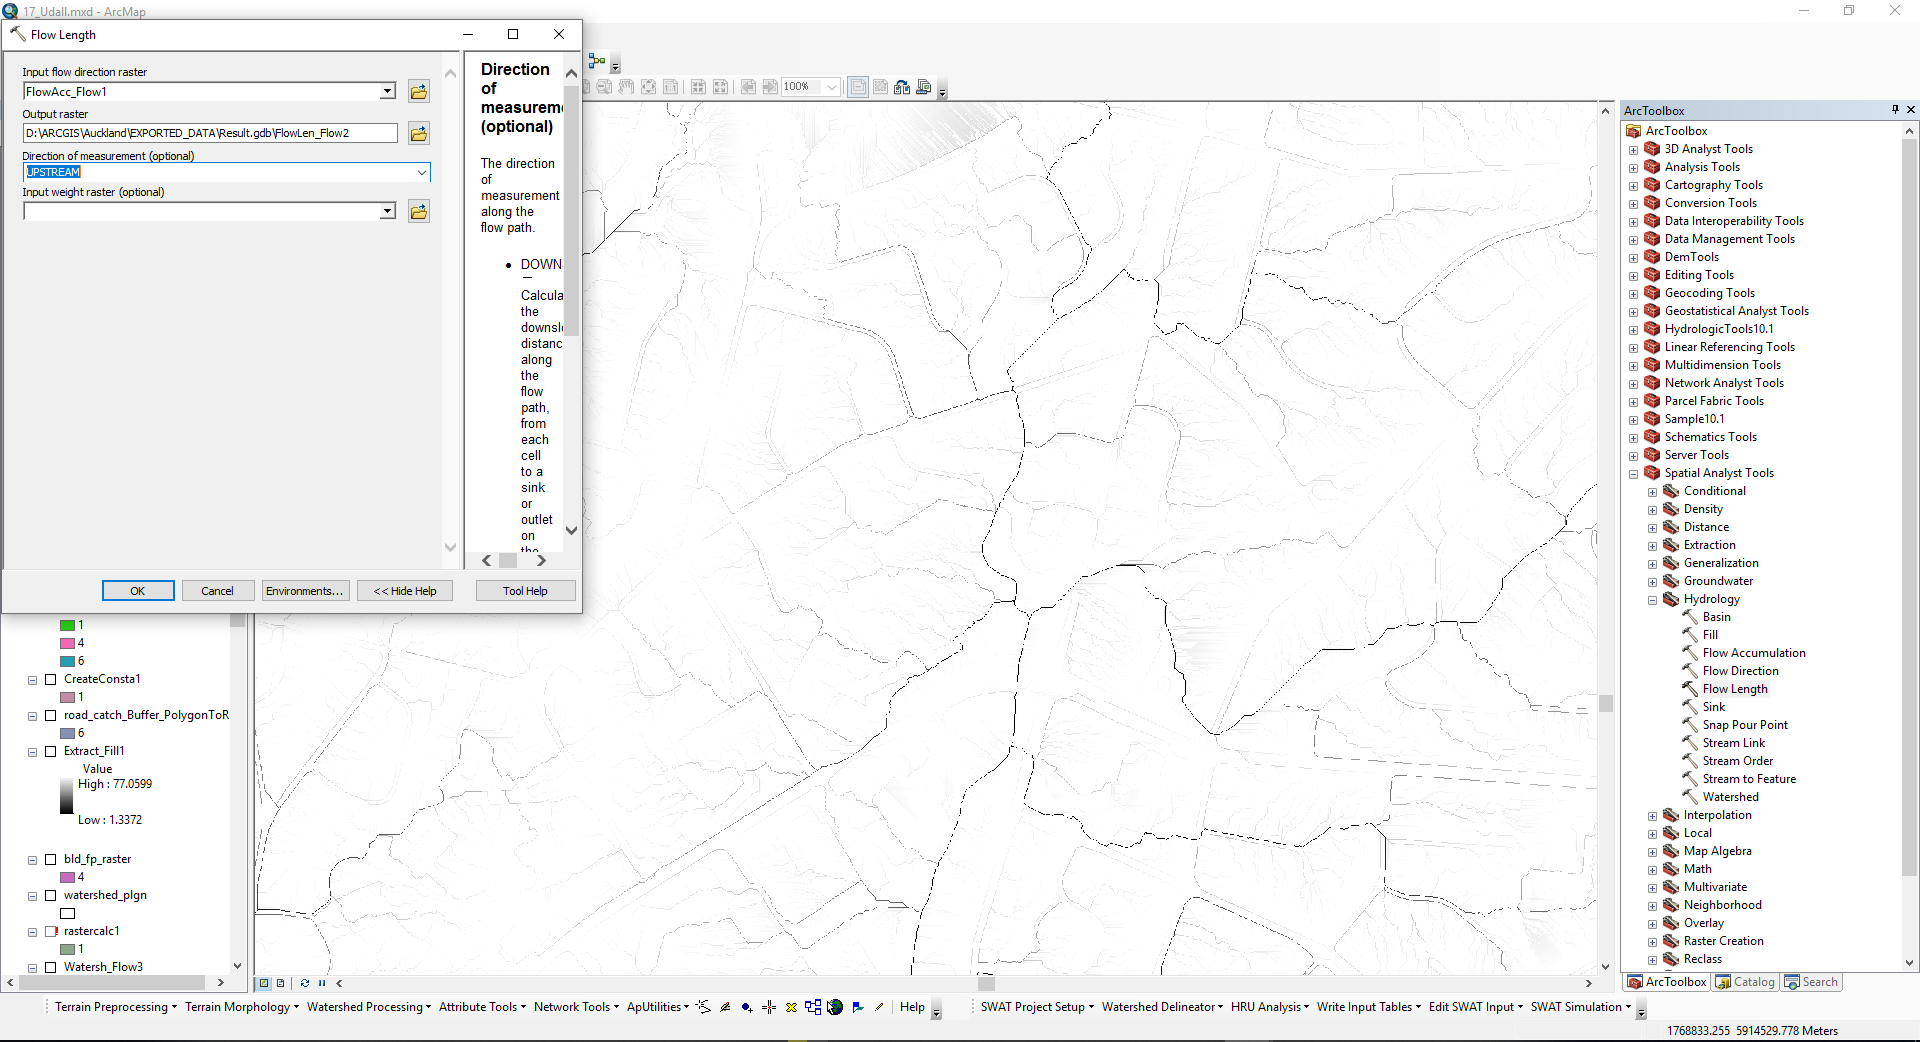 17_Udall.mxd - ArcMap
Flow Length
Input flow direction raster
FlowAcc_Flow1
Output raster
D:\ARCGIS\Auckland\EXPORTED_DATA\Result.gdb\FlowLen_Flow2
Direction of measurement (optional)
UPSTREAM
Input weight raster (optional)
Direction
of
measurem
(optional)
The direction
of
measurement
along the
flow path.
DOWN
—
Calcula
the
downsl
distanc
along
the
flow
path,
from
each
cell
to a
sink
or
outlet
on
the
OK
Cancel
Environments...
<< Hide Help
Tool Help
100%
1
4
6
CreateConsta1
1
road_catch_Buffer_PolygonToR
6
Extract_Fill1
Value
High : 77.0599
Low : 1.3372
bld_fp_raster
4
watershed_plgn
rastercalc1
1
Watersh_Flow3
ArcToolbox
ArcToolbox
3D Analyst Tools
Analysis Tools
Cartography Tools
Conversion Tools
Data Interoperability Tools
Data Management Tools
DemTools
Editing Tools
Geocoding Tools
Geostatistical Analyst Tools
HydrologicTools10.1
Linear Referencing Tools
Multidimension Tools
Network Analyst Tools
Parcel Fabric Tools
Sample10.1
Schematics Tools
Server Tools
Spatial Analyst Tools
Conditional
Density
Distance
Extraction
Generalization
Groundwater
Hydrology
Basin
Fill
Flow Accumulation
Flow Direction
Flow Length
Sink
Snap Pour Point
Stream Link
Stream Order
Stream to Feature
Watershed
Interpolation
Local
Map Algebra
Math
Multivariate
Neighborhood
Overlay
Raster Creation
Reclass
ArcToolbox Catalog Search
Terrain Preprocessing Terrain Morphology Watershed Processing Attribute Tools Network Tools ApUtilities Help
SWAT Project Setup Watershed Delineator HRU Analysis Write Input Tables Edit SWAT Input SWAT Simulation
1768833.255 5914529.778 Meters